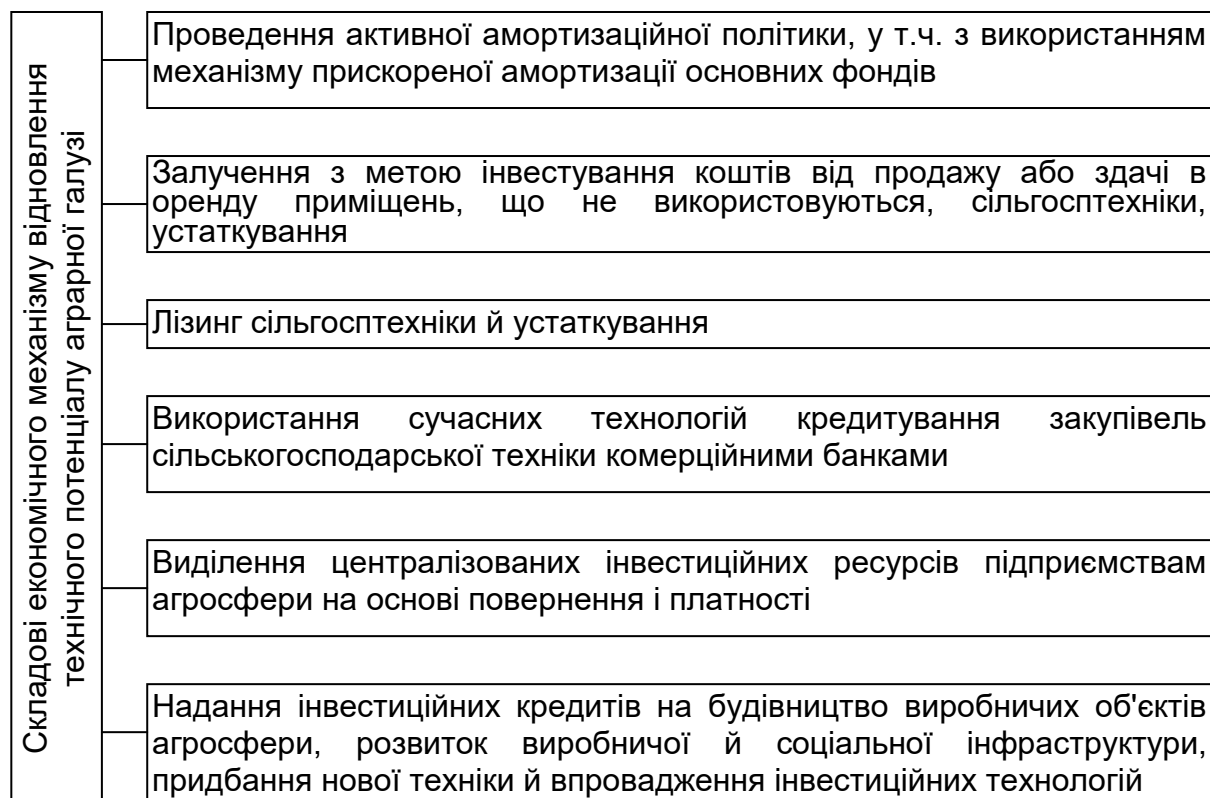 Складові економічного механізму відновлення
технічного потенціалу аграрної галузі
Проведення активної амортизаційної політики, у т.ч. з використанням
механізму прискореної амортизації основних фондів
Залучення з метою інвестування коштів від продажу або здачі в
оренду приміщень, що не використовуються, сільгосптехніки,
устаткування
Лізинг сільгосптехніки й устаткування
Використання сучасних технологій кредитування закупівель
сільськогосподарської техніки комерційними банками
Виділення централізованих інвестиційних ресурсів підприємствам
агросфери на основі повернення і платності
Надання інвестиційних кредитів на будівництво виробничих об'єктів
агросфери, розвиток виробничої й соціальної інфраструктури,
придбання нової техніки й впровадження інвестиційних технологій